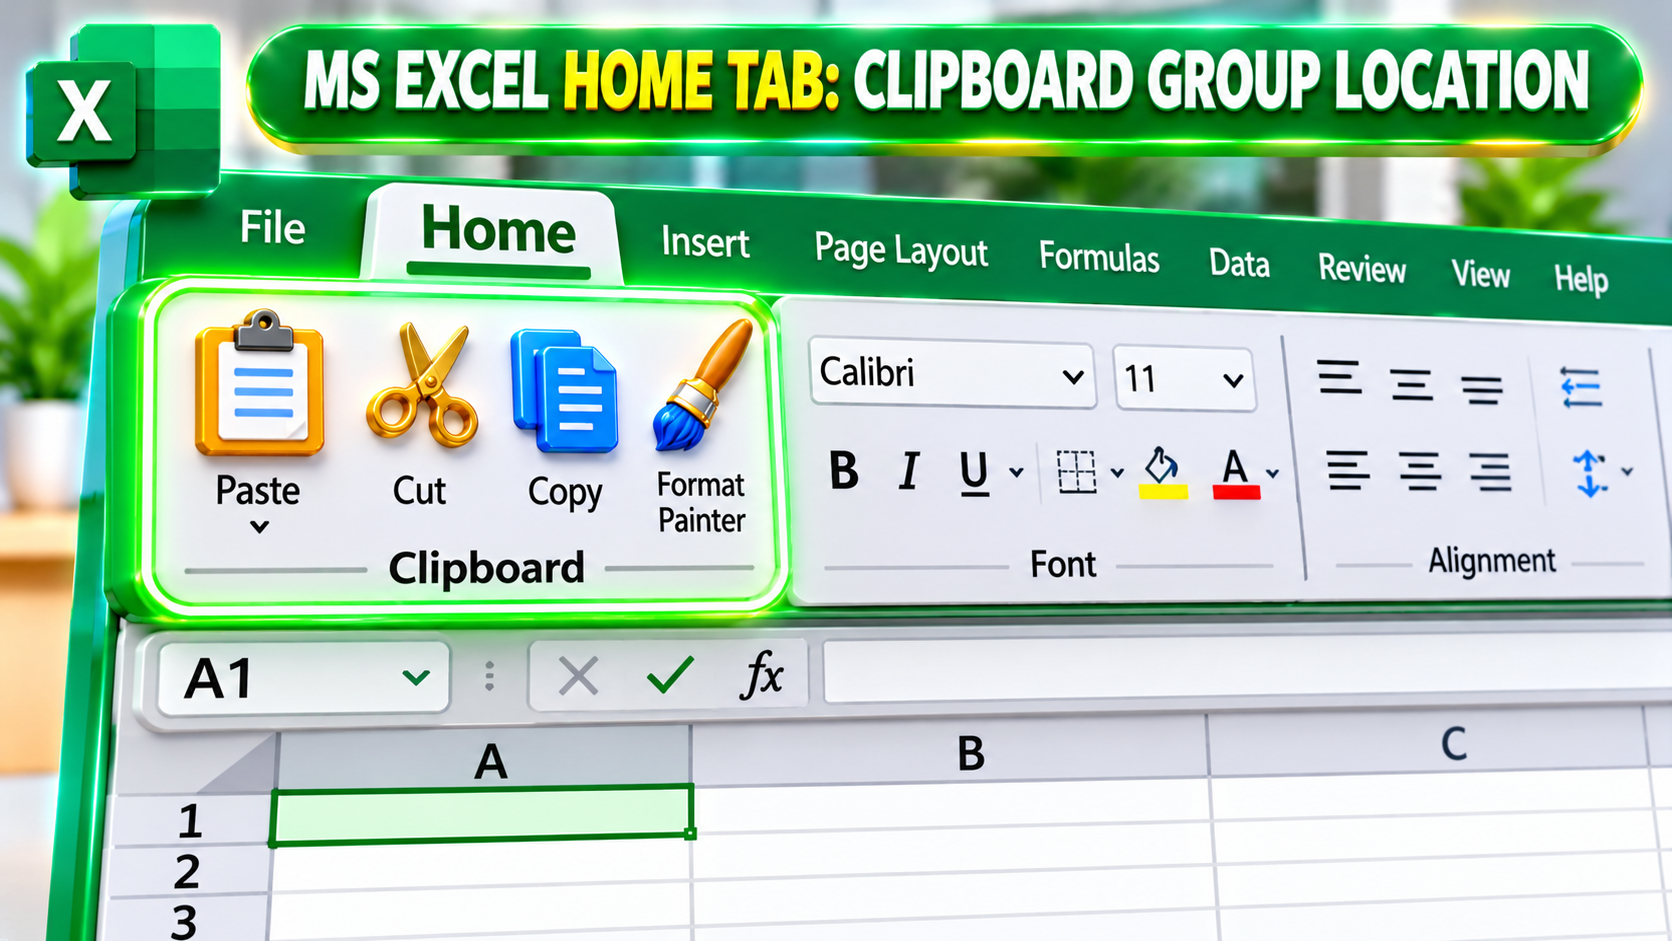 X
MS EXCEL HOME TAB: CLIPBOARD GROUP LOCATION
File Home Insert Page Layout Formulas Data Review View Help
Paste Cut Copy Format Painter
Clipboard
Calibri 11
B I U A
Font
Alignment
A1 fx
A B C
1
2
3